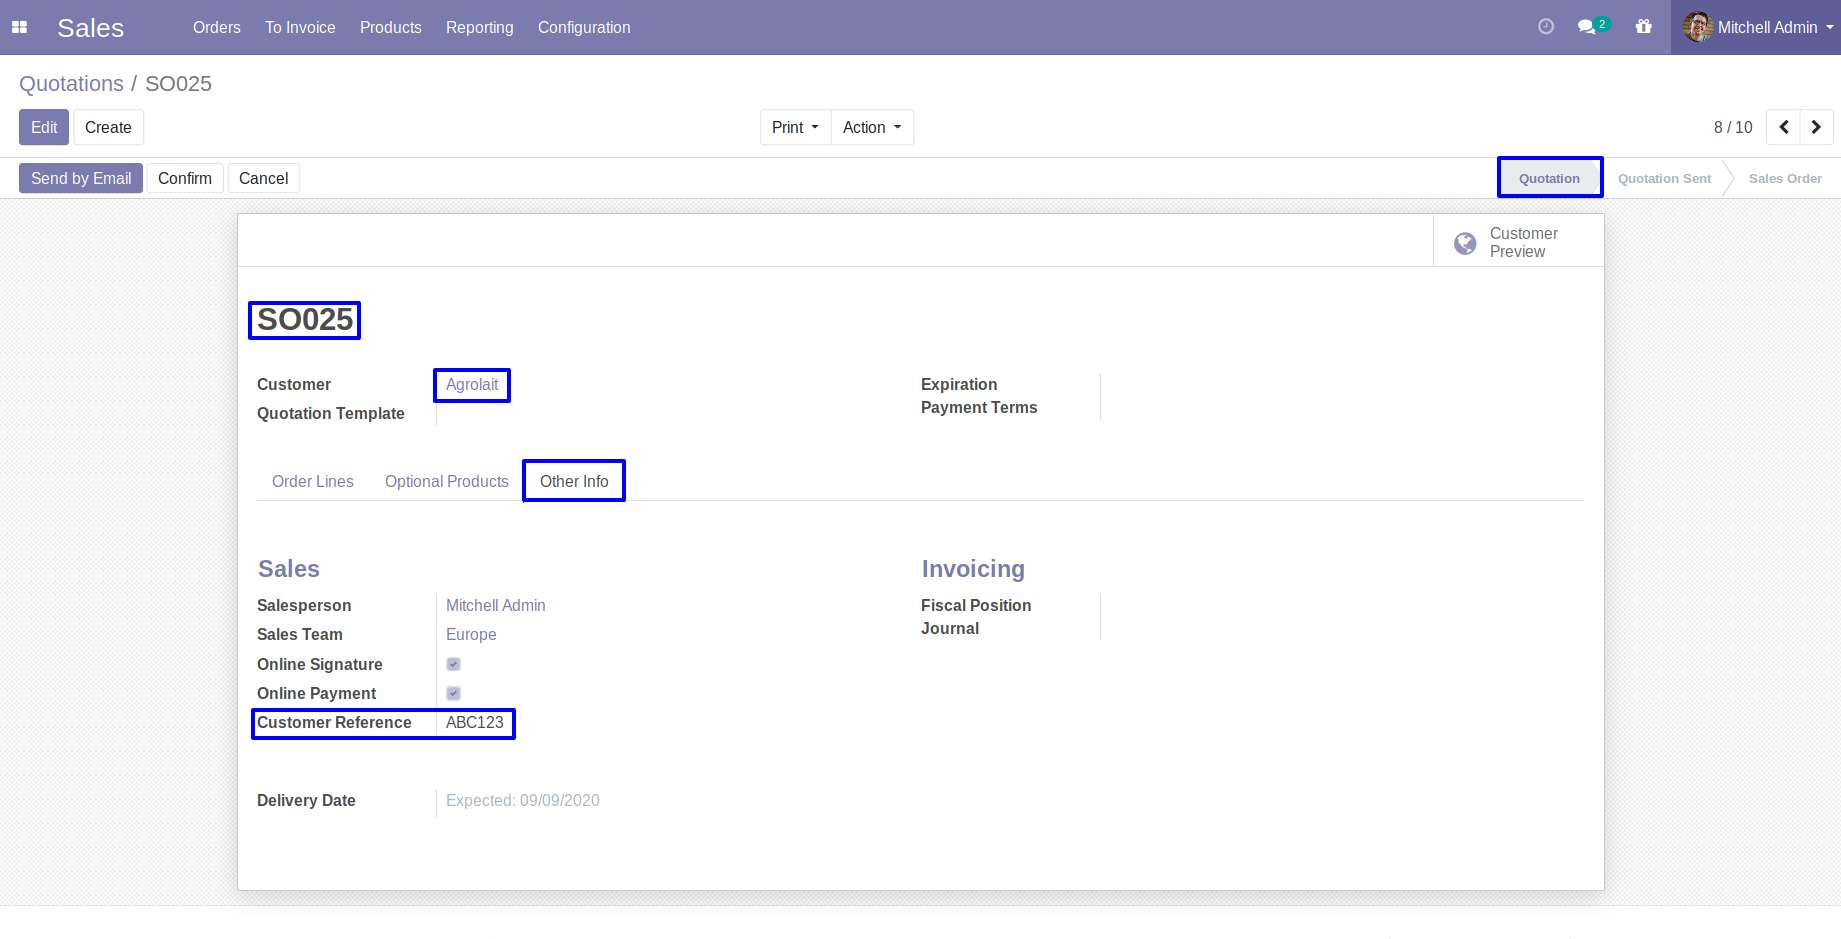 Sales Orders To Invoice Products Reporting Configuration 2 Mitchell Admin
Quotations / SO025
Edit Create Print Action 8 / 10
Send by Email Confirm Cancel Quotation Quotation Sent Sales Order
Customer
Preview
SO025
Customer Agrolait Expiration
Quotation Template Payment Terms
Order Lines Optional Products Other Info
Sales Invoicing
Salesperson Mitchell Admin Fiscal Position
Sales Team Europe Journal
Online Signature
Online Payment
Customer Reference ABC123
Delivery Date Expected: 09/09/2020